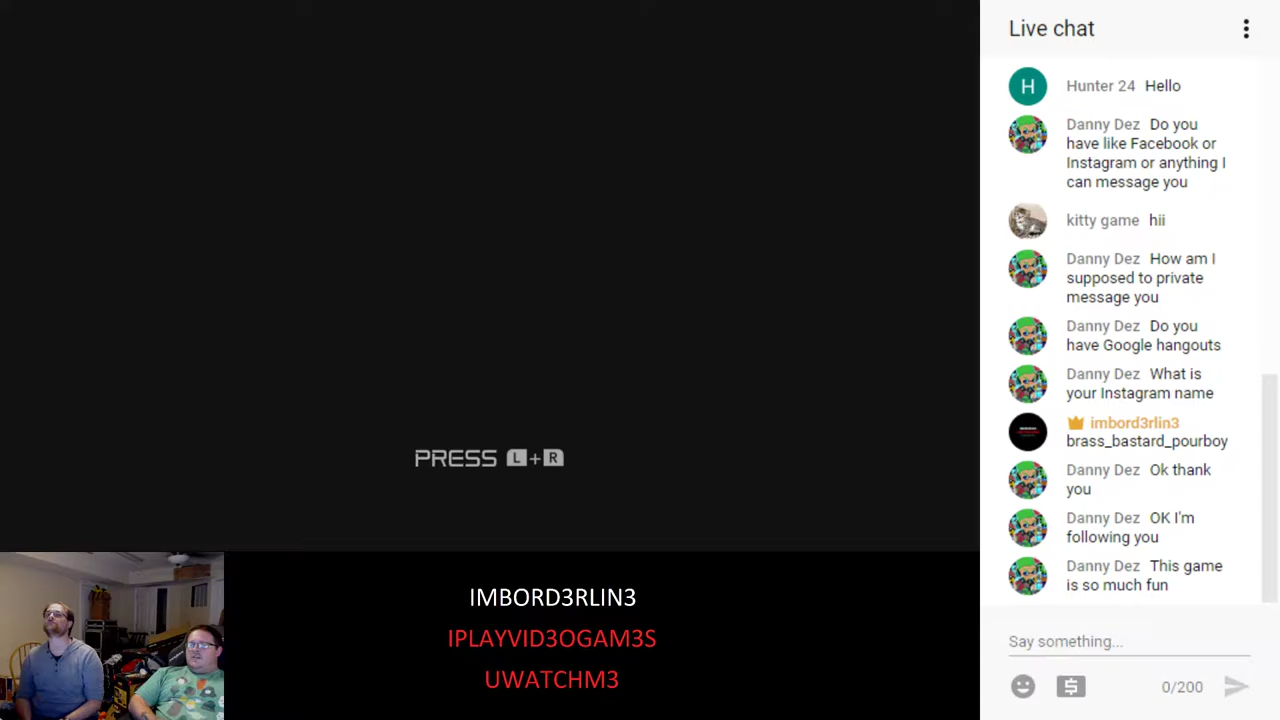 PRESS L+R
IMBORD3RLIN3
IPLAYVID3OGAM3S
UWATCHM3
Live chat
H Hunter 24 Hello
Danny Dez Do you
have like Facebook or
Instagram or anything I
can message you
kitty game hii
Danny Dez How am I
supposed to private
message you
Danny Dez Do you
have Google hangouts
Danny Dez What is
your Instagram name
imbord3rlin3
brass_bastard_pourboy
Danny Dez Ok thank
you
Danny Dez OK I'm
following you
Danny Dez This game
is so much fun
Say something...
0/200